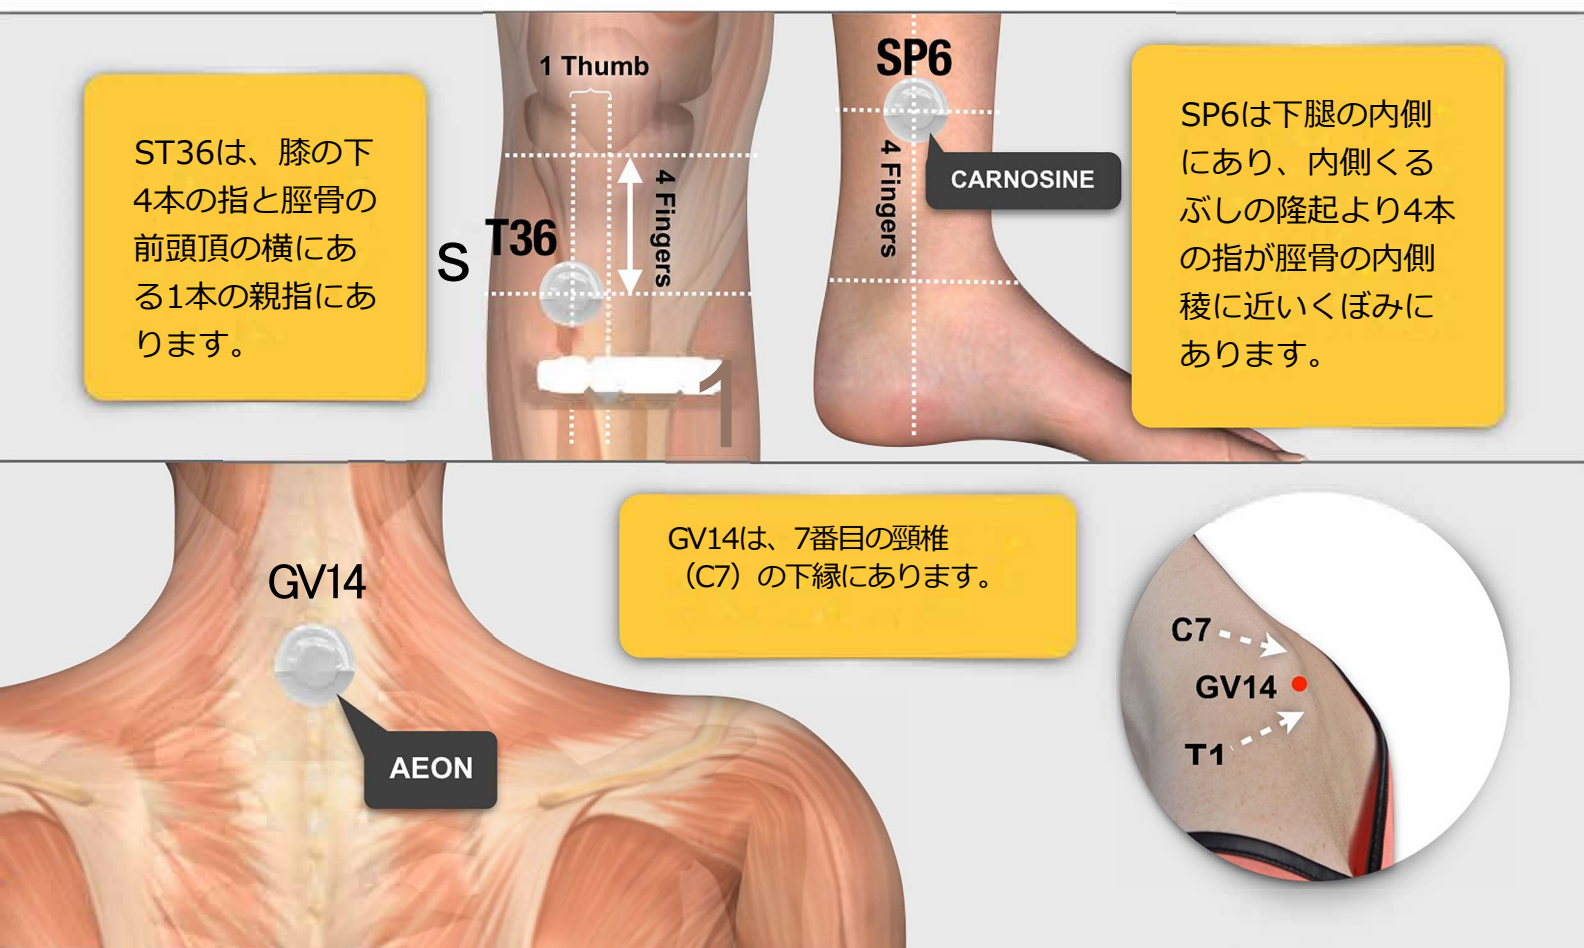 ST36は、膝の下
4本の指と脛骨の
前頭頂の横にあ
る1本の親指にあ
ります。
1 Thumb
4 Fingers
S T36
1
SP6
4 Fingers
CARNOSINE
SP6は下腿の内側
にあり、内側くる
ぶしの隆起より4本
の指が脛骨の内側
稜に近いくぼみに
あります。
GV14
AEON
GV14は、7番目の頸椎
（C7）の下縁にあります。
C7
GV14
T1